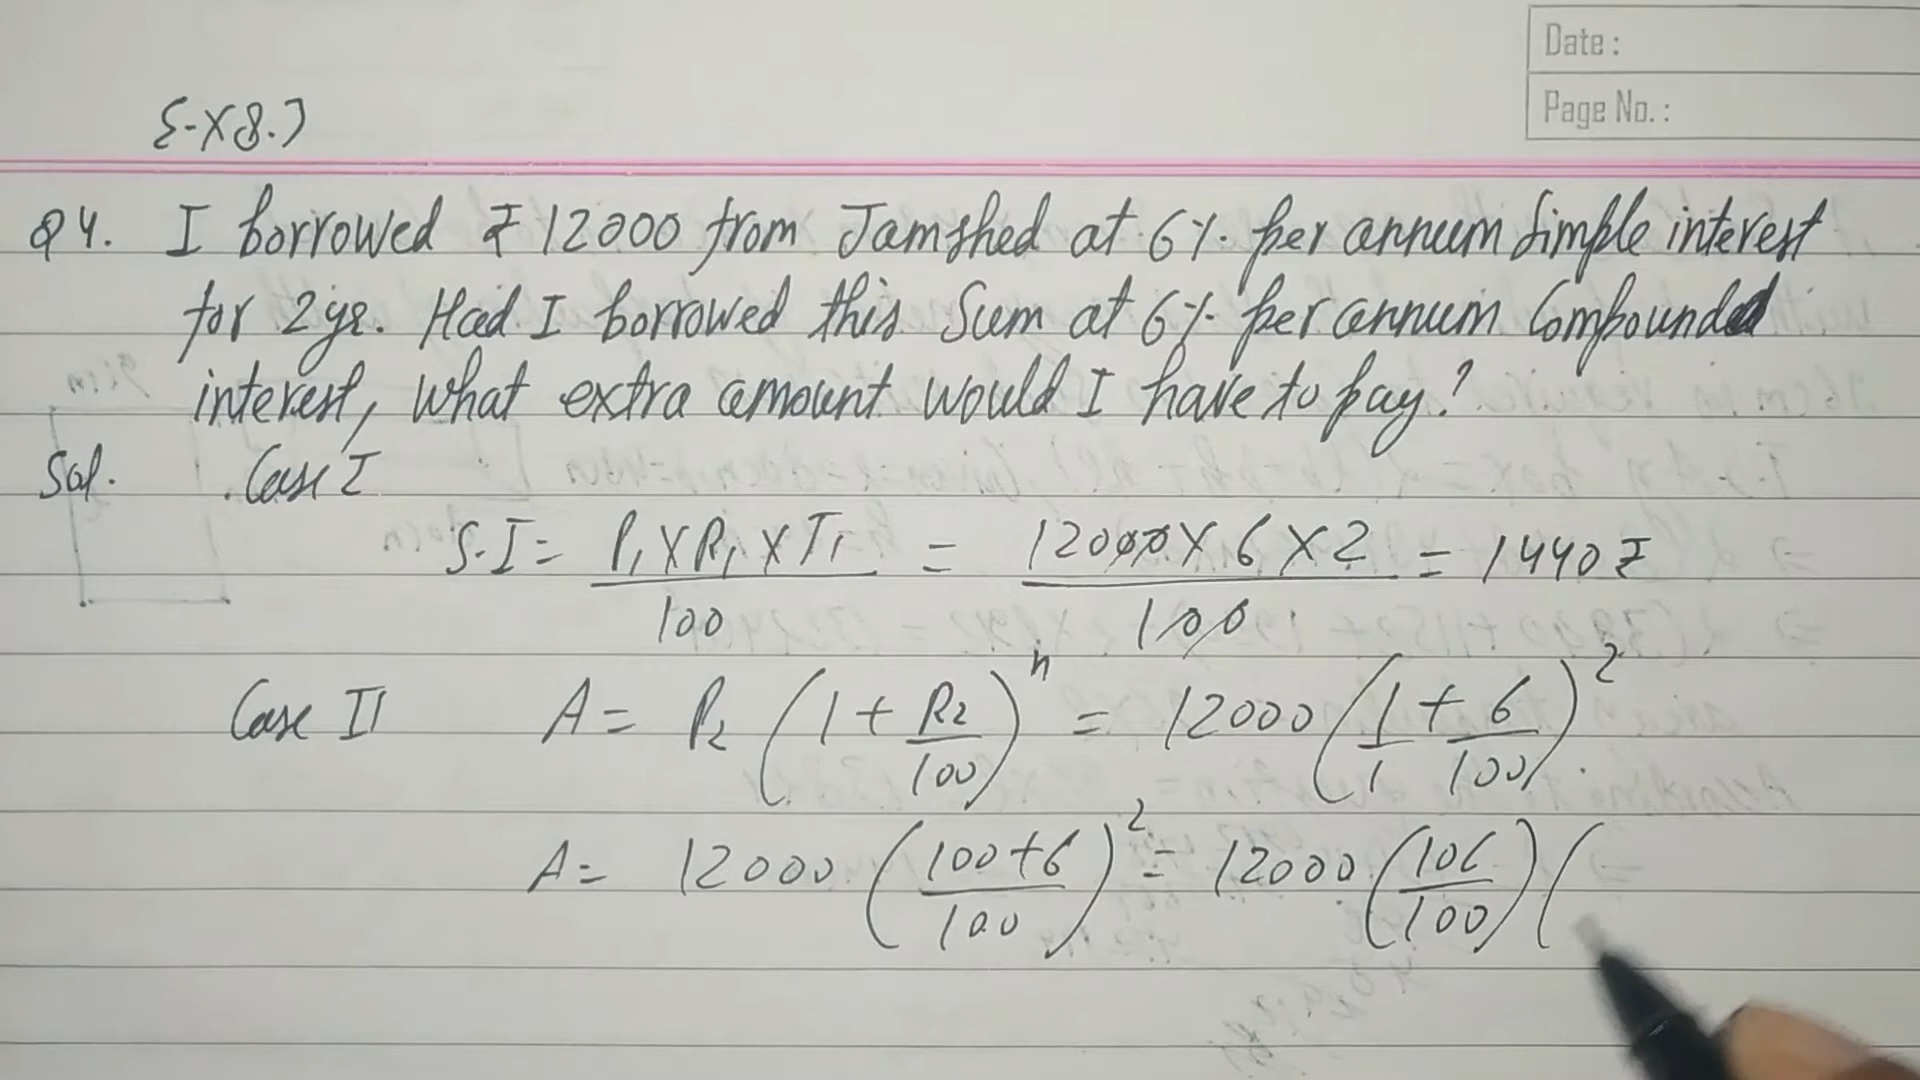 Date :
Page No. :
Ex 8.3
Q4. I borrowed ₹ 12000 from Jamshed at 6% per annum simple interest
for 2 yr. Had I borrowed this Sum at 6% per annum Compounded
interest, what extra amount would I have to pay?
Sol. Case I
S.I = P₁ × R₁ × T₁ / 100 = 12000 × 6 × 2 / 100 = 1440 ₹
Case II A = P₂ (1 + R₂/100)ⁿ = 12000 (1/1 + 6/100)²
A = 12000 (100+6 / 100)² = 12000 (106/100) (